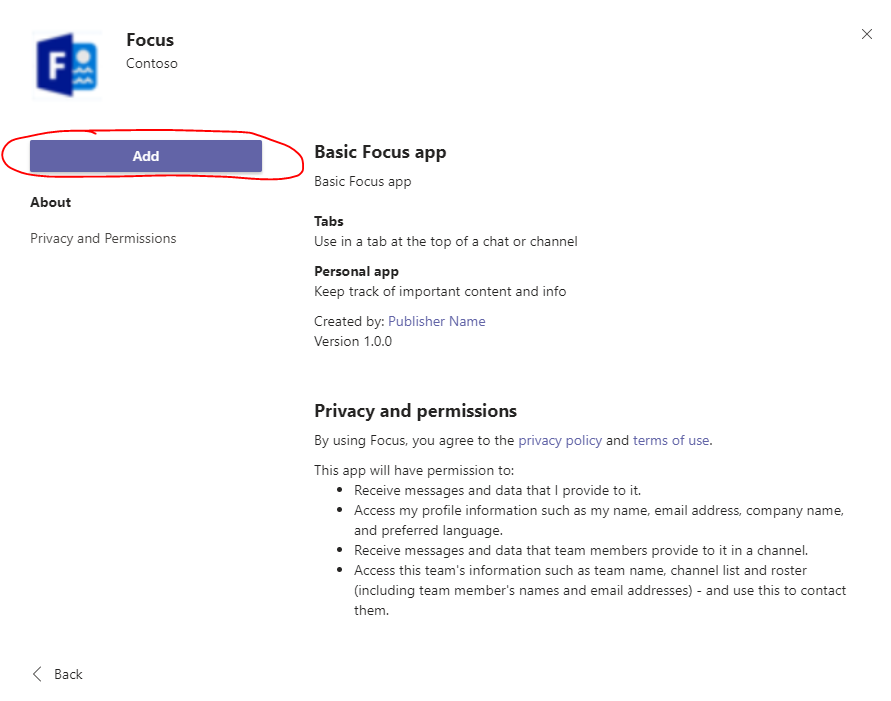 F
Focus
Contoso
Add
About
Privacy and Permissions
Basic Focus app
Basic Focus app
Tabs
Use in a tab at the top of a chat or channel
Personal app
Keep track of important content and info
Created by: Publisher Name
Version 1.0.0
Privacy and permissions
By using Focus, you agree to the privacy policy and terms of use.
This app will have permission to:
• Receive messages and data that I provide to it.
• Access my profile information such as my name, email address, company name,
and preferred language.
• Receive messages and data that team members provide to it in a channel.
• Access this team's information such as team name, channel list and roster
(including team member's names and email addresses) - and use this to contact
them.
Back